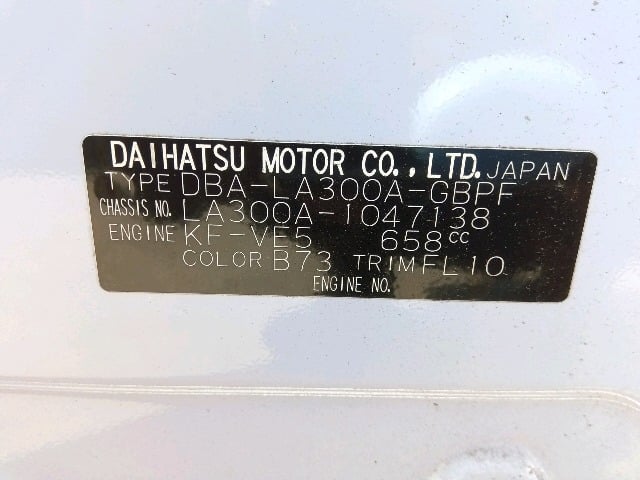 DAIHATSU MOTOR CO., LTD. JAPAN
TYPE DBA-LA300A-GBPF
CHASSIS NO. LA300A-1047138
ENGINE KF-VE5 658cc
COLOR B73 TRIM FL10
ENGINE NO.